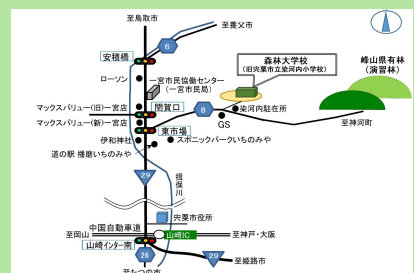 至鳥取市
至養父市
6
安積橋
森林大学校
(旧宍粟市立染河内小学校)
峰山県有林
(演習林)
ローソン
一宮市民協働センター
(一宮市民局)
マックスバリュー(旧)一宮店
閏賀口
8
染河内駐在所
マックスバリュー(新)一宮店
東市場
GS
至神河町
伊和神社
スポニックパークいちのみや
道の駅 播磨いちのみや
29
揖保川
宍粟市役所
中国自動車道
至岡山
山崎IC
至神戸・大阪
山崎インター南
26
29
至姫路市
至たつの市